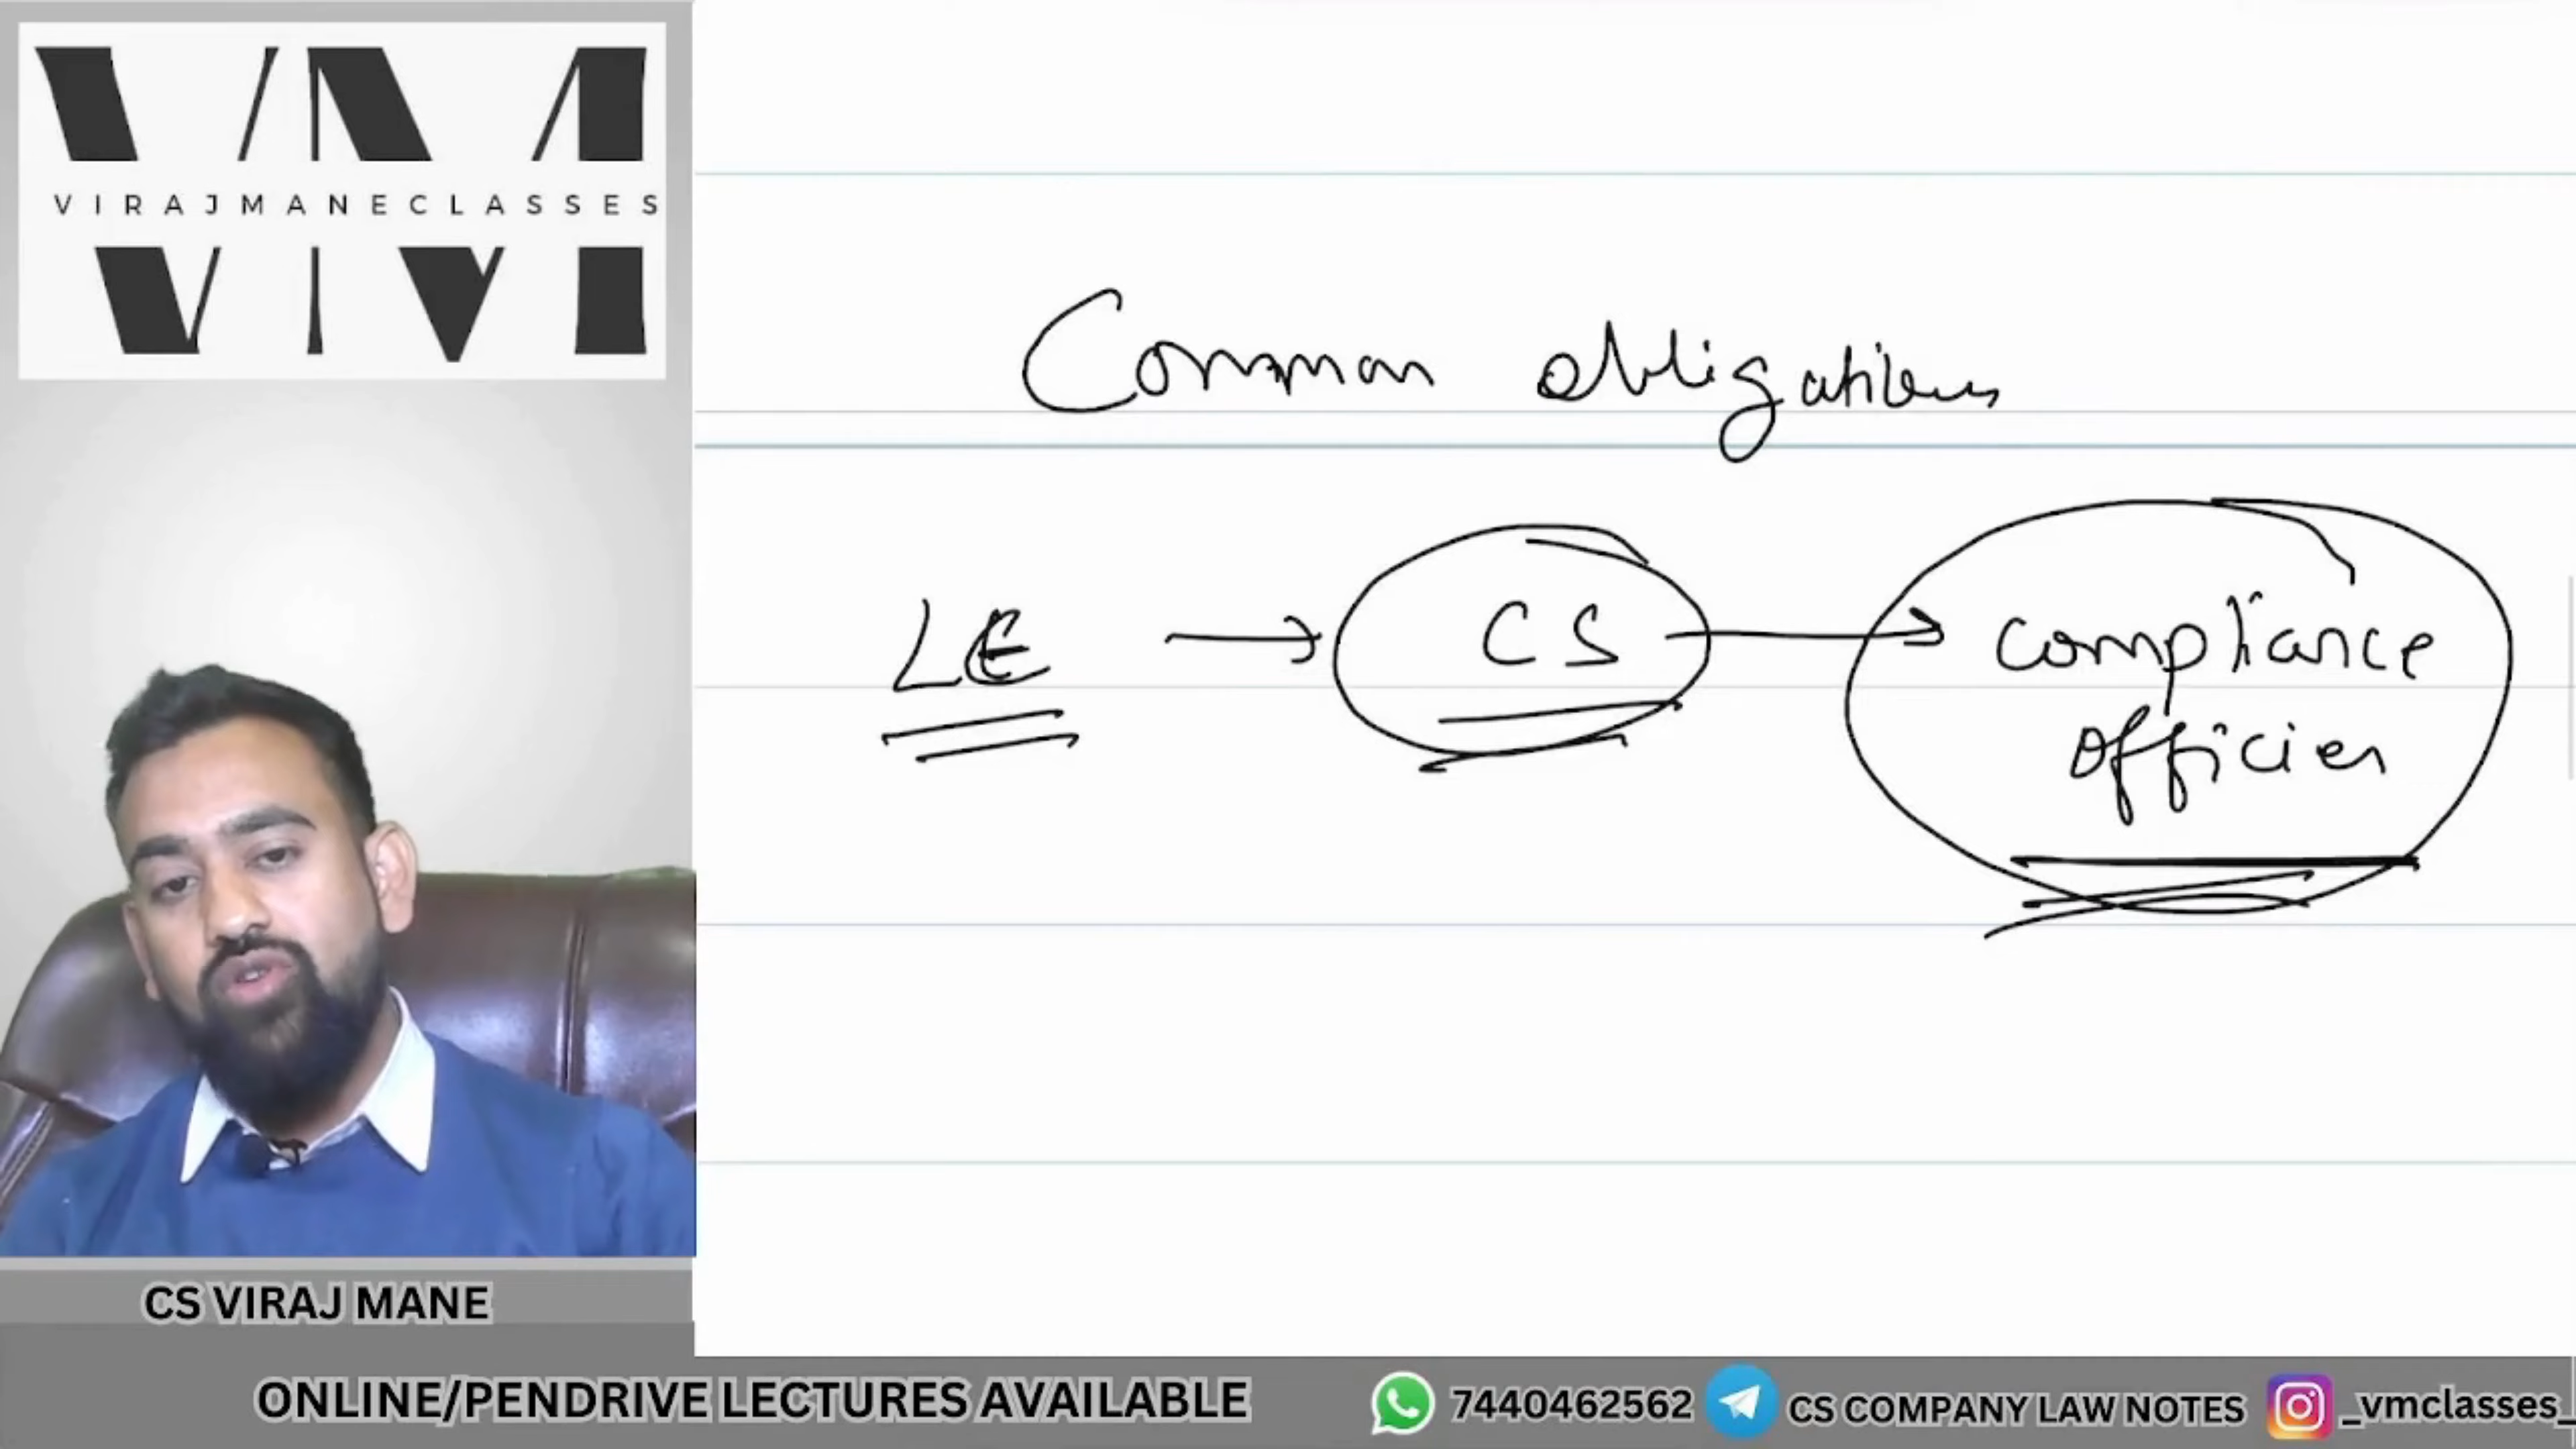 VIRAJMANECLASSES
Common obligations
LE → CS → compliance
officier
CS VIRAJ MANE
ONLINE/PENDRIVE LECTURES AVAILABLE
7440462562
CS COMPANY LAW NOTES
_vmclasses_